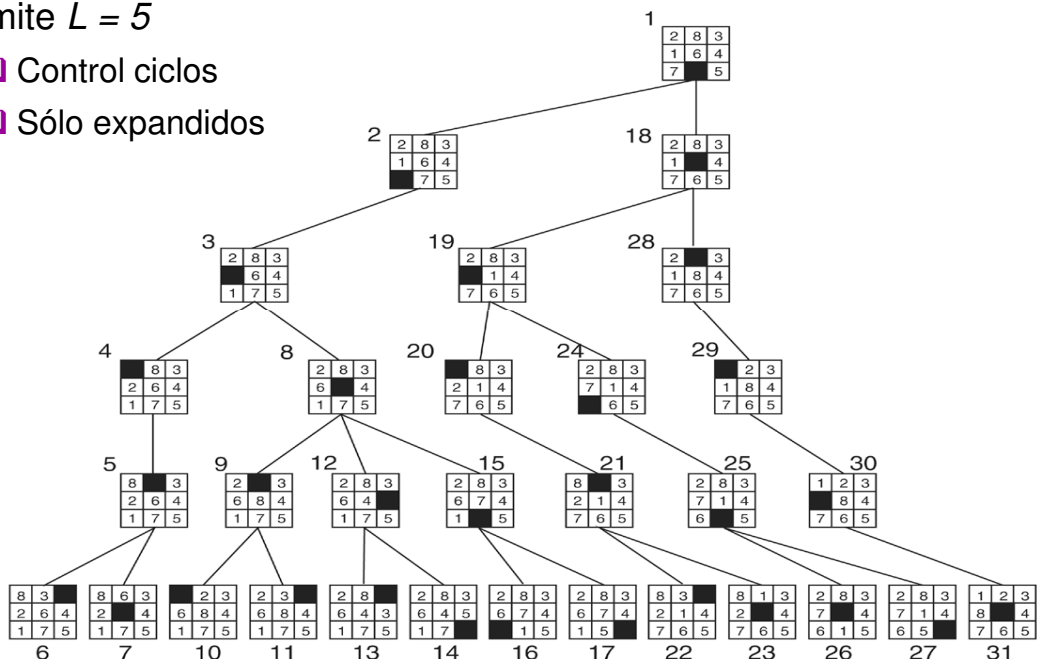 mite L = 5
Control ciclos
Sólo expandidos
1
2 8 3
1 6 4
7 5
2
2 8 3
1 6 4
7 5
18
2 8 3
1 4
7 6 5
3
2 8 3
6 4
1 7 5
19
2 8 3
1 4
7 6 5
28
2 3
1 8 4
7 6 5
4
8 3
2 6 4
1 7 5
8
2 8 3
6 4
1 7 5
20
8 3
2 1 4
7 6 5
24
2 8 3
7 1 4
6 5
29
2 3
1 8 4
7 6 5
5
8 3
2 6 4
1 7 5
9
2 3
6 8 4
1 7 5
12
2 8 3
6 4
1 7 5
15
2 8 3
6 7 4
1 5
21
8 3
2 1 4
7 6 5
25
2 8 3
7 1 4
6 5
30
1 2 3
8 4
7 6 5
8 3
2 6 4
1 7 5
6
8 6 3
2 4
1 7 5
7
2 3
6 8 4
1 7 5
10
2 3
6 8 4
1 7 5
11
2 8
6 4 3
1 7 5
13
2 8 3
6 4 5
1 7
14
2 8 3
6 7 4
1 5
16
2 8 3
6 7 4
1 5
17
8 3
2 1 4
7 6 5
22
8 1 3
2 4
7 6 5
23
2 8 3
7 4
6 1 5
26
2 8 3
7 1 4
6 5
27
1 2 3
8 4
7 6 5
31